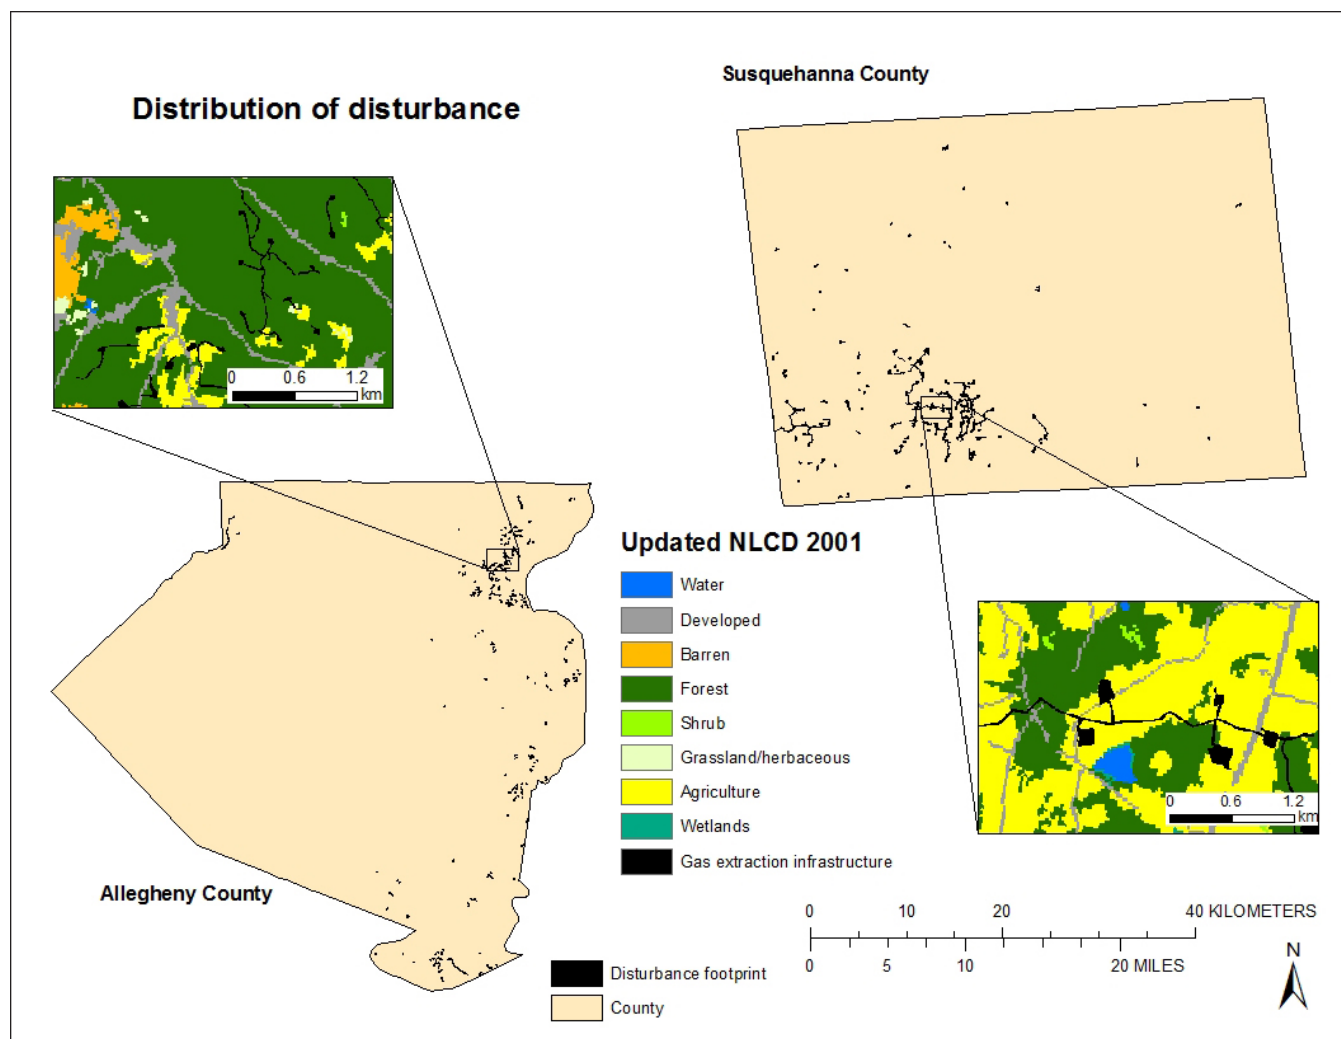 Susquehanna County
Distribution of disturbance
0 0.6 1.2
km
Updated NLCD 2001
Water
Developed
Barren
Forest
Shrub
Grassland/herbaceous
Agriculture
Wetlands
Gas extraction infrastructure
0 0.6 1.2
km
Allegheny County
0 10 20 40 KILOMETERS
0 5 10 20 MILES
N
Disturbance footprint
County